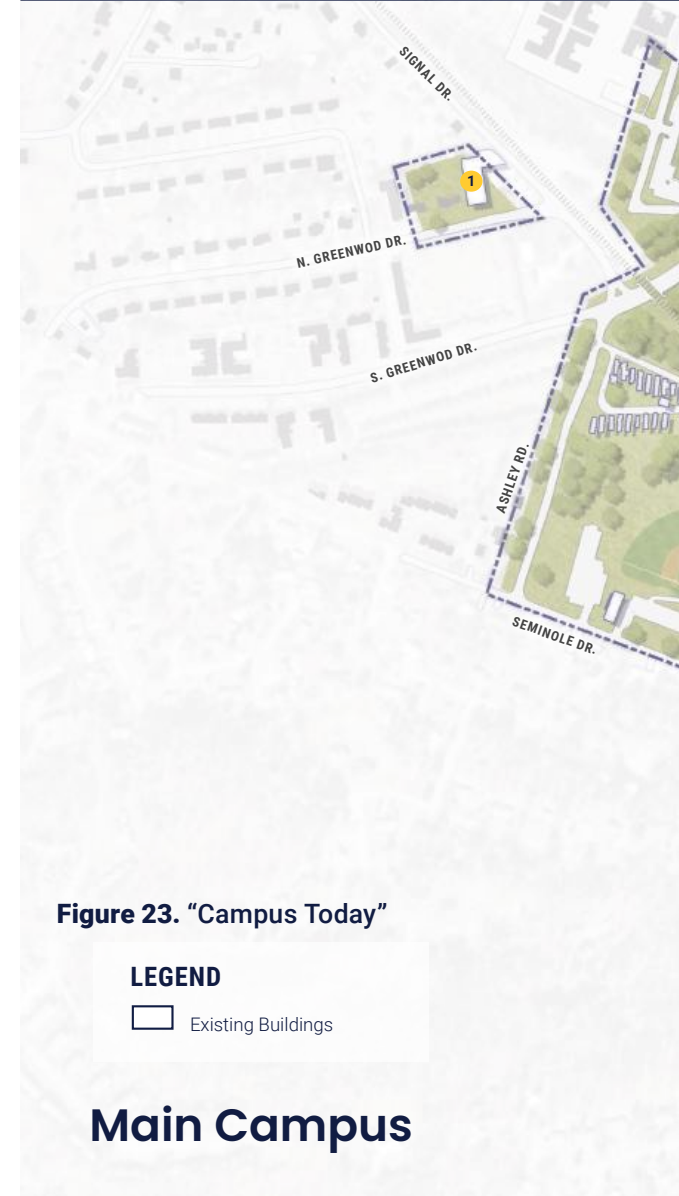 SIGNAL DR.
1
N. GREENWOD DR.
S. GREENWOD DR.
ASHLEY RD.
SEMINOLE DR.
Figure 23. “Campus Today”
LEGEND
Existing Buildings
Main Campus